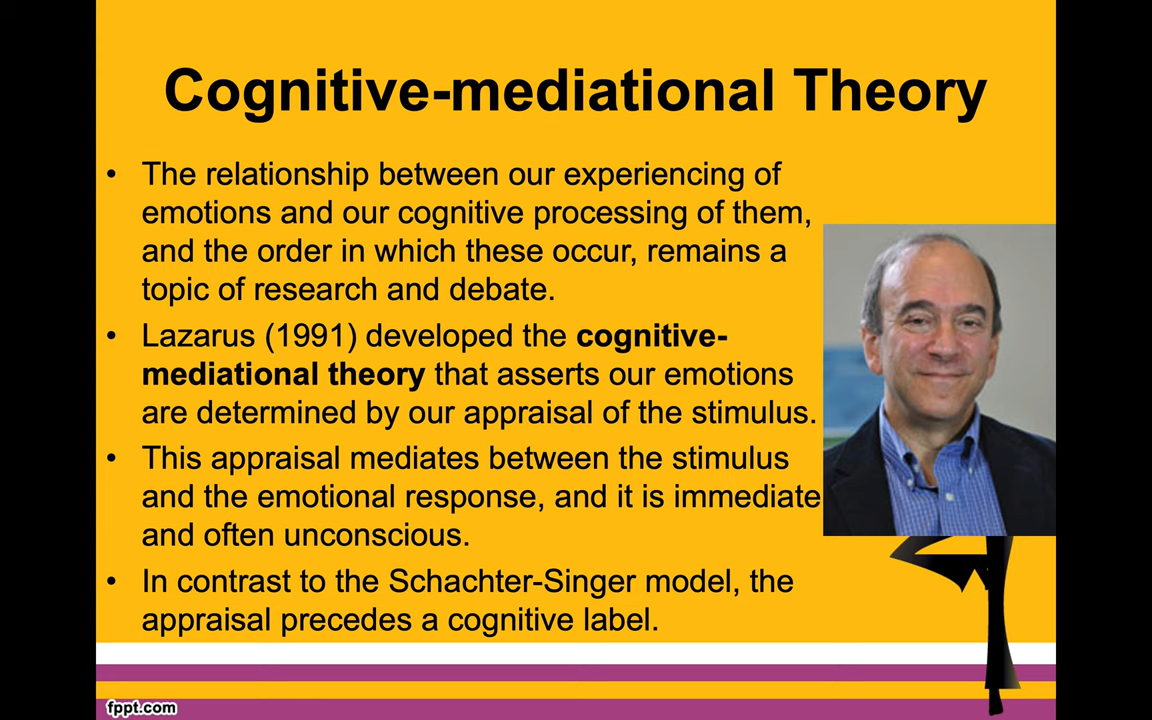 Cognitive-mediational Theory
• The relationship between our experiencing of
emotions and our cognitive processing of them,
and the order in which these occur, remains a
topic of research and debate.
• Lazarus (1991) developed the cognitive-
mediational theory that asserts our emotions
are determined by our appraisal of the stimulus.
• This appraisal mediates between the stimulus
and the emotional response, and it is immediate
and often unconscious.
• In contrast to the Schachter-Singer model, the
appraisal precedes a cognitive label.
fppt.com